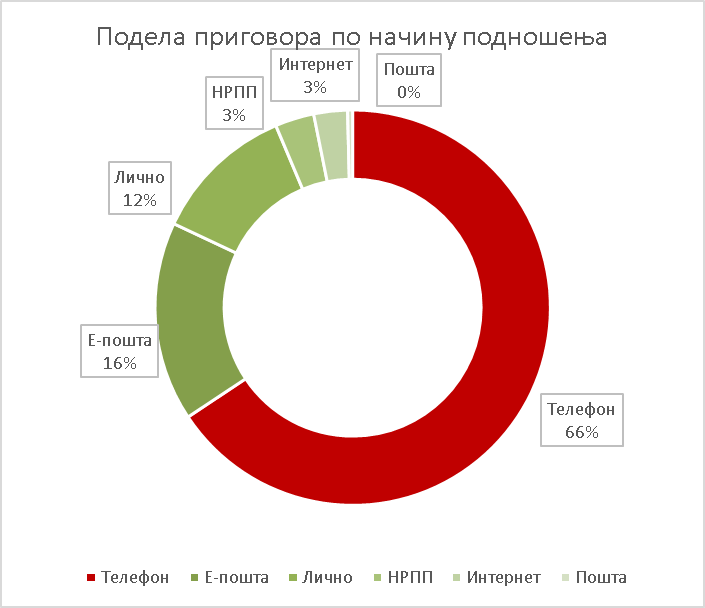 Подела приговора по начину подношења
Интернет
3%
Пошта
0%
НРПП
3%
Лично
12%
Е-пошта
16%
Телефон
66%
Телефон Е-пошта Лично НРПП Интернет Пошта